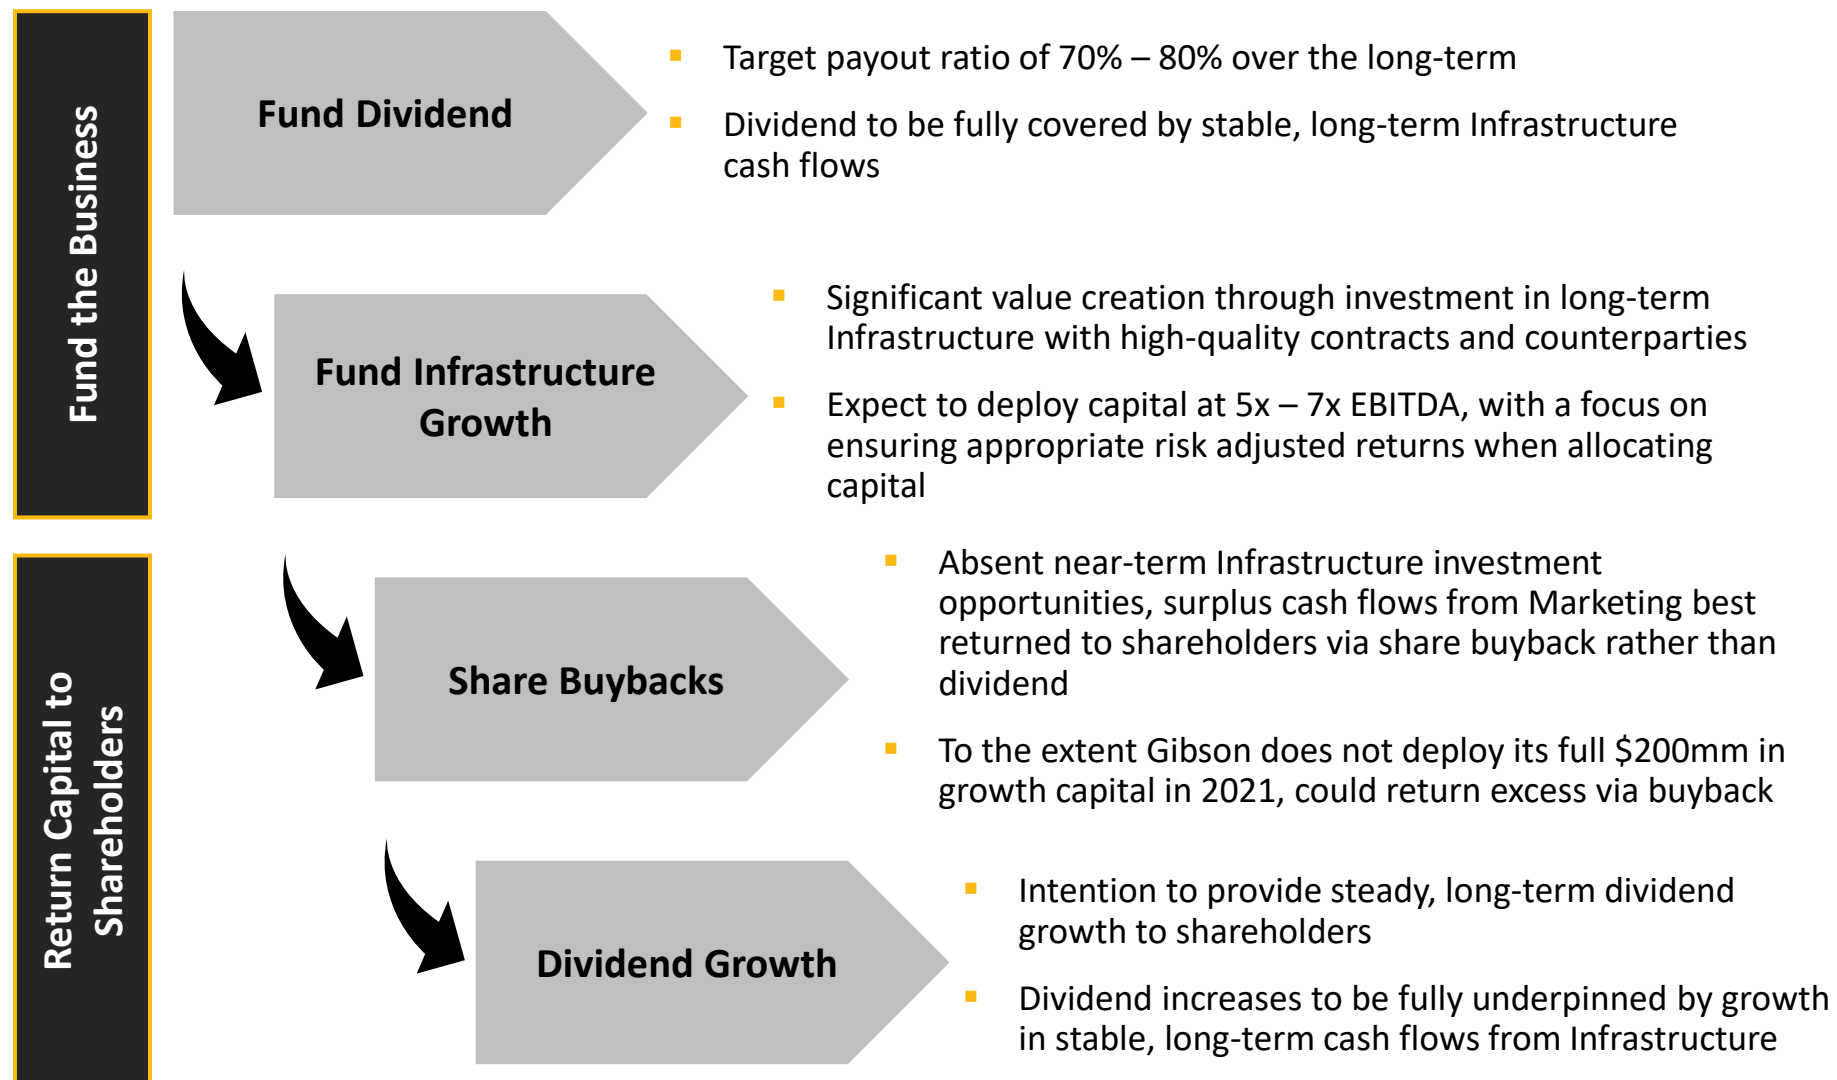 Fund the Business
Fund Dividend
▪ Target payout ratio of 70% – 80% over the long-term
▪ Dividend to be fully covered by stable, long-term Infrastructure
cash flows
Fund Infrastructure
Growth
▪ Significant value creation through investment in long-term
Infrastructure with high-quality contracts and counterparties
▪ Expect to deploy capital at 5x – 7x EBITDA, with a focus on
ensuring appropriate risk adjusted returns when allocating
capital
Return Capital to
Shareholders
Share Buybacks
▪ Absent near-term Infrastructure investment
opportunities, surplus cash flows from Marketing best
returned to shareholders via share buyback rather than
dividend
▪ To the extent Gibson does not deploy its full $200mm in
growth capital in 2021, could return excess via buyback
Dividend Growth
▪ Intention to provide steady, long-term dividend
growth to shareholders
▪ Dividend increases to be fully underpinned by growth
in stable, long-term cash flows from Infrastructure